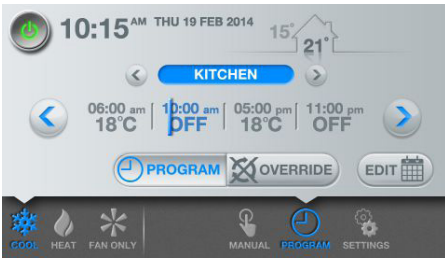 10:15 AM THU 19 FEB 2014
15°
21°
KITCHEN
06:00 am 10:00 am 05:00 pm 11:00 pm
18°C OFF 18°C OFF
PROGRAM OVERRIDE EDIT
COOL HEAT FAN ONLY MANUAL PROGRAM SETTINGS